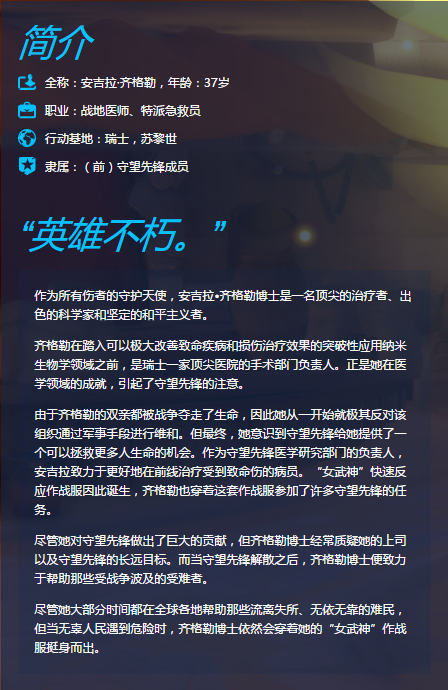 简介
全称：安吉拉·齐格勒，年龄：37岁
职业：战地医师、特派急救员
行动基地：瑞士，苏黎世
隶属：（前）守望先锋成员
“英雄不朽。”
作为所有伤者的守护天使，安吉拉•齐格勒博士是一名顶尖的治疗者、出
色的科学家和坚定的和平主义者。
齐格勒在踏入可以极大改善致命疾病和损伤治疗效果的突破性应用纳米
生物学领域之前，是瑞士一家顶尖医院的手术部门负责人。正是她在医
学领域的成就，引起了守望先锋的注意。
由于齐格勒的双亲都被战争夺走了生命，因此她从一开始就极其反对该
组织通过军事手段进行维和。但最终，她意识到守望先锋给她提供了一
个可以拯救更多人生命的机会。作为守望先锋医学研究部门的负责人，
安吉拉致力于更好地在前线治疗受到致命伤的病员。“女武神”快速反
应作战服因此诞生，齐格勒也穿着这套作战服参加了许多守望先锋的任
务。
尽管她对守望先锋做出了巨大的贡献，但齐格勒博士经常质疑她的上司
以及守望先锋的长远目标。而当守望先锋解散之后，齐格勒博士便致力
于帮助那些受战争波及的受难者。
尽管她大部分时间都在全球各地帮助那些流离失所、无依无靠的难民，
但当无辜人民遇到危险时，齐格勒博士依然会穿着她的“女武神”作战
服挺身而出。